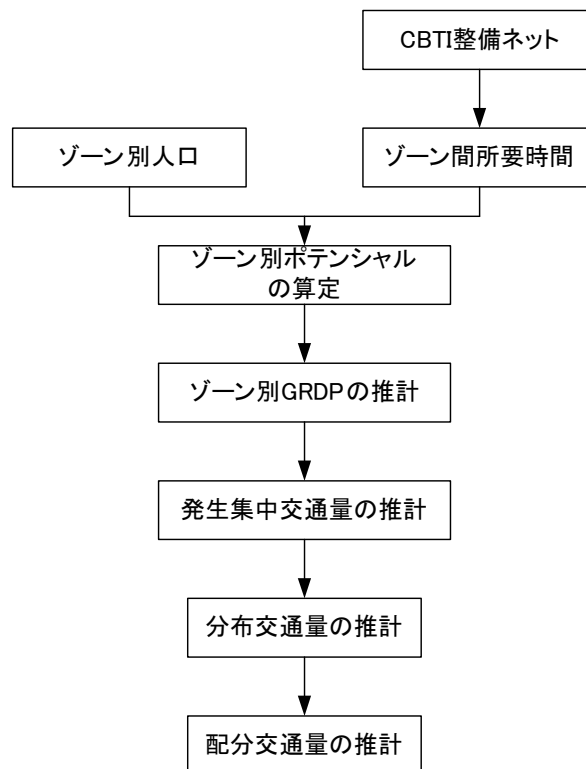 CBTI整備ネット
ゾーン別人口
ゾーン間所要時間
ゾーン別ポテンシャル
の算定
ゾーン別GRDPの推計
発生集中交通量の推計
分布交通量の推計
配分交通量の推計